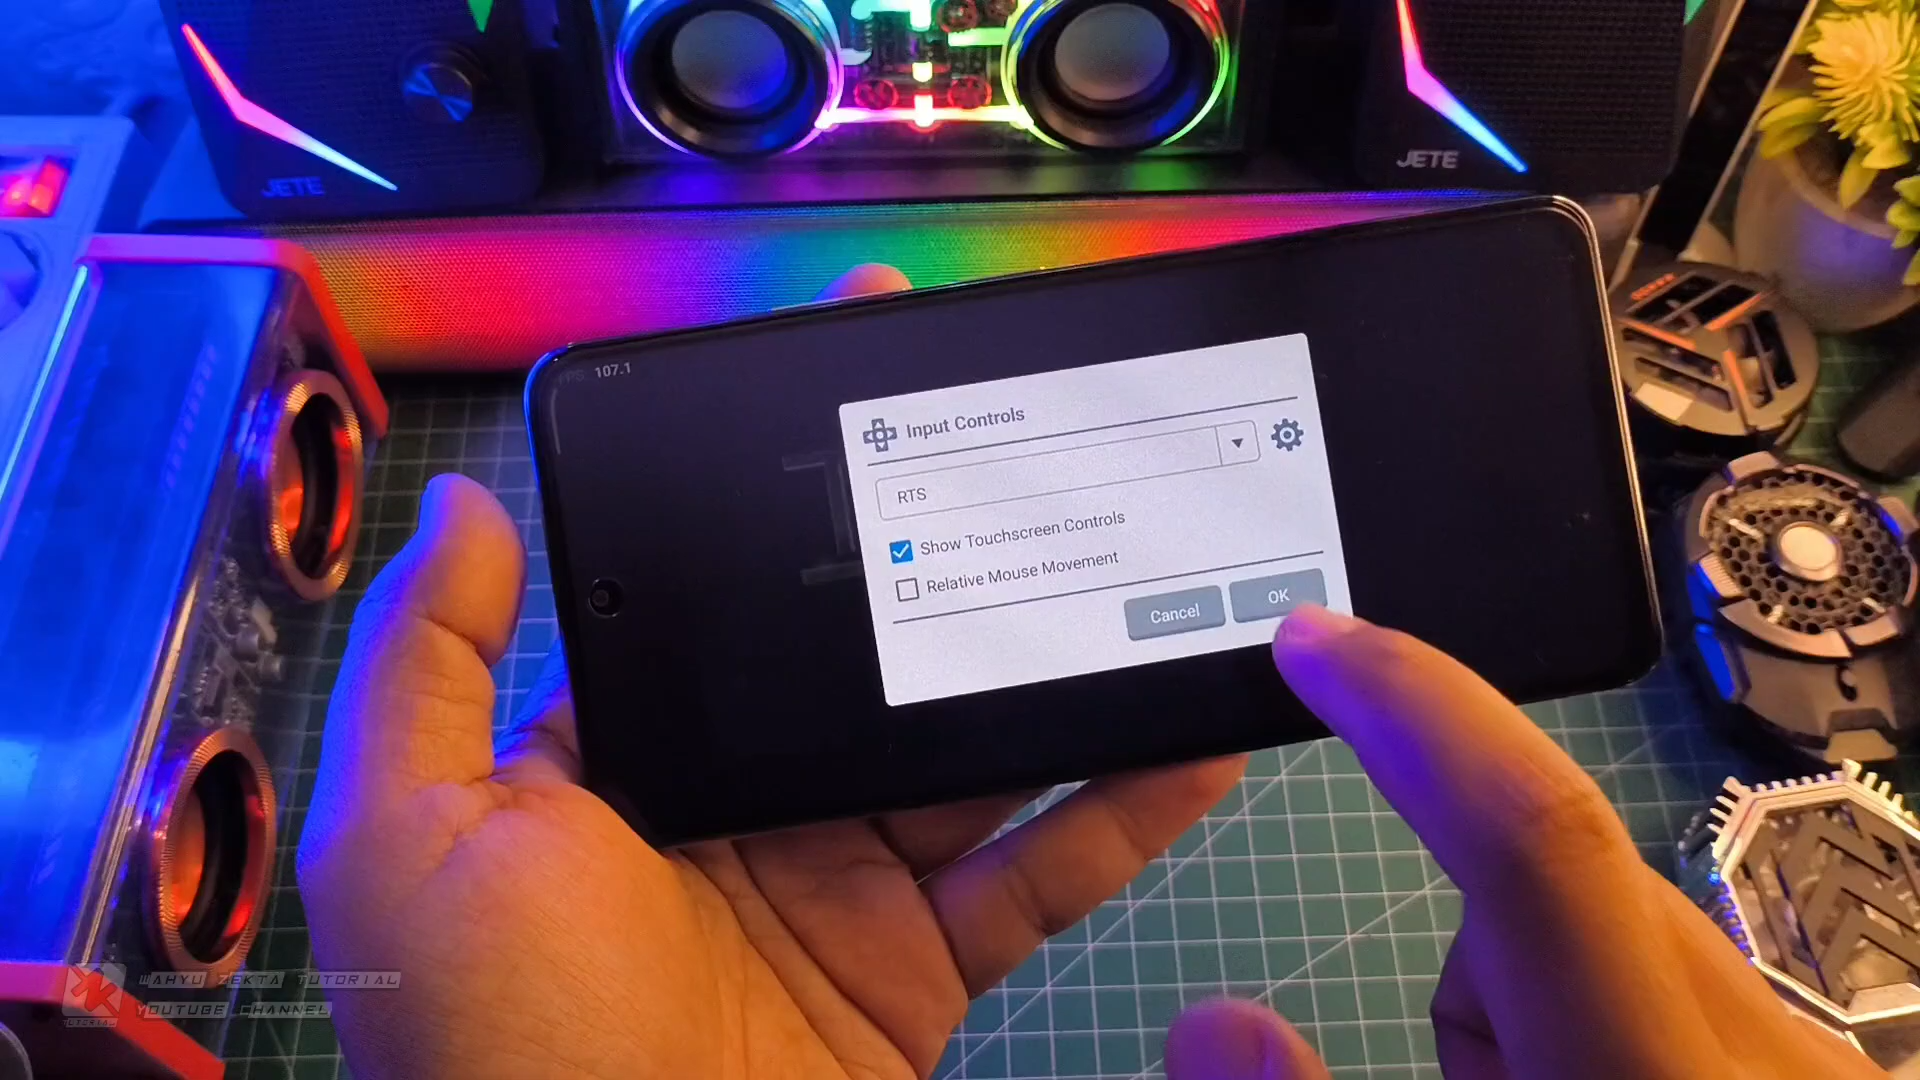 JETE
JETE
FPS 107.1
Input Controls
RTS
Show Touchscreen Controls
Relative Mouse Movement
Cancel
OK
WAHYU ZEKTA TUTORIAL
YOUTUBE CHANNEL
TUTORIAL